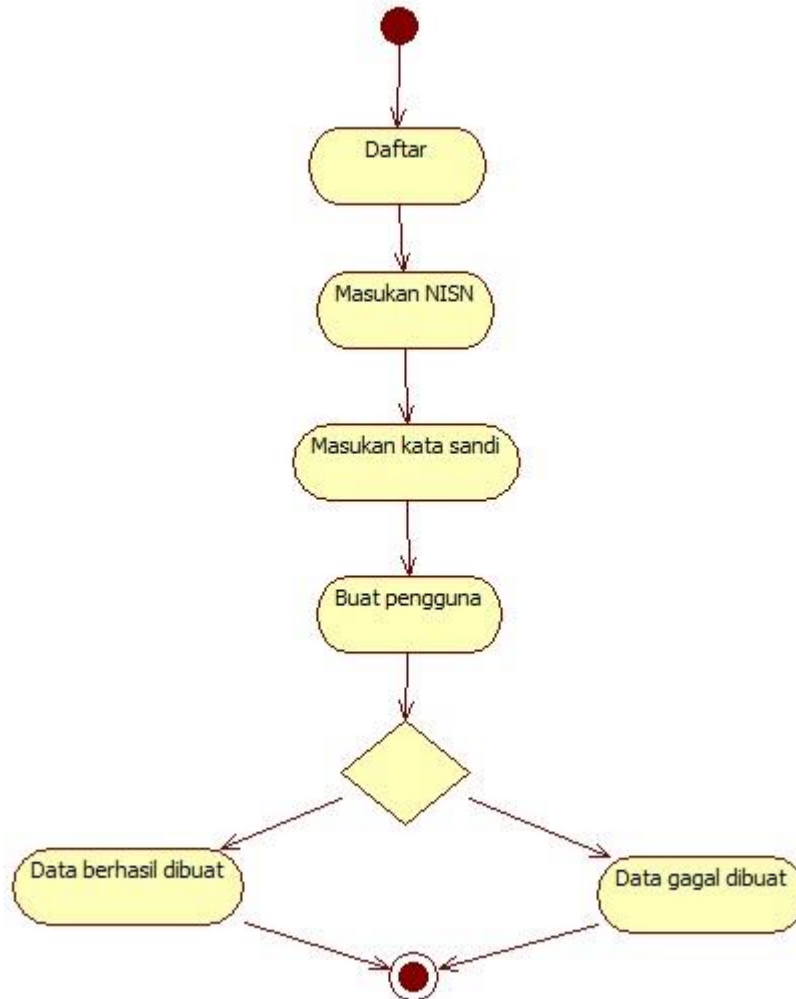 Daftar
Masukan NISN
Masukan kata sandi
Buat pengguna
Data berhasil dibuat
Data gagal dibuat